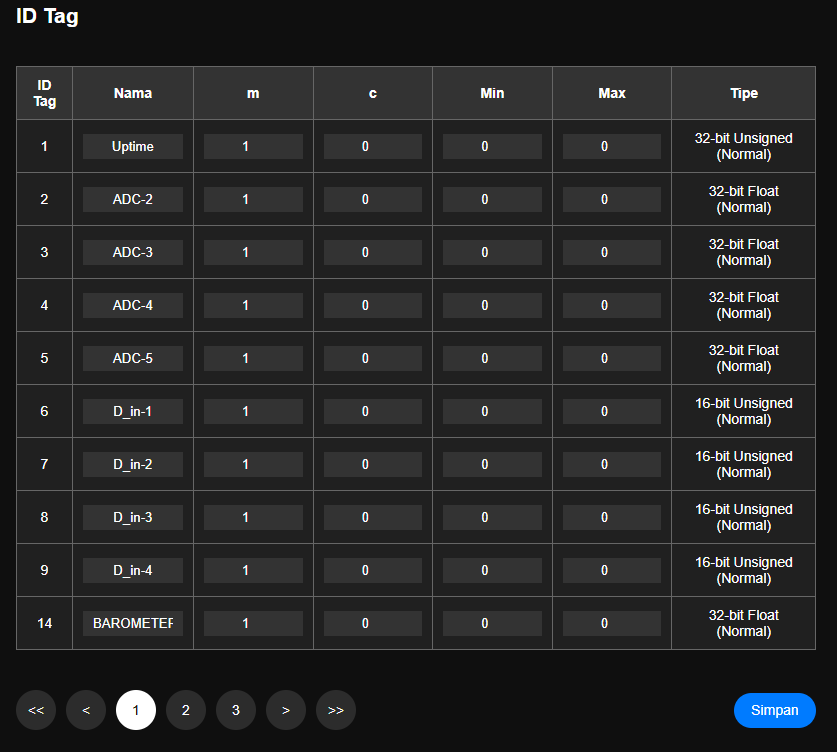 ID Tag
ID Tag Nama m c Min Max Tipe
1 Uptime 1 0 0 0 32-bit Unsigned (Normal)
2 ADC-2 1 0 0 0 32-bit Float (Normal)
3 ADC-3 1 0 0 0 32-bit Float (Normal)
4 ADC-4 1 0 0 0 32-bit Float (Normal)
5 ADC-5 1 0 0 0 32-bit Float (Normal)
6 D_in-1 1 0 0 0 16-bit Unsigned (Normal)
7 D_in-2 1 0 0 0 16-bit Unsigned (Normal)
8 D_in-3 1 0 0 0 16-bit Unsigned (Normal)
9 D_in-4 1 0 0 0 16-bit Unsigned (Normal)
14 BAROMETER 1 0 0 0 32-bit Float (Normal)
<< < 1 2 3 > >> Simpan